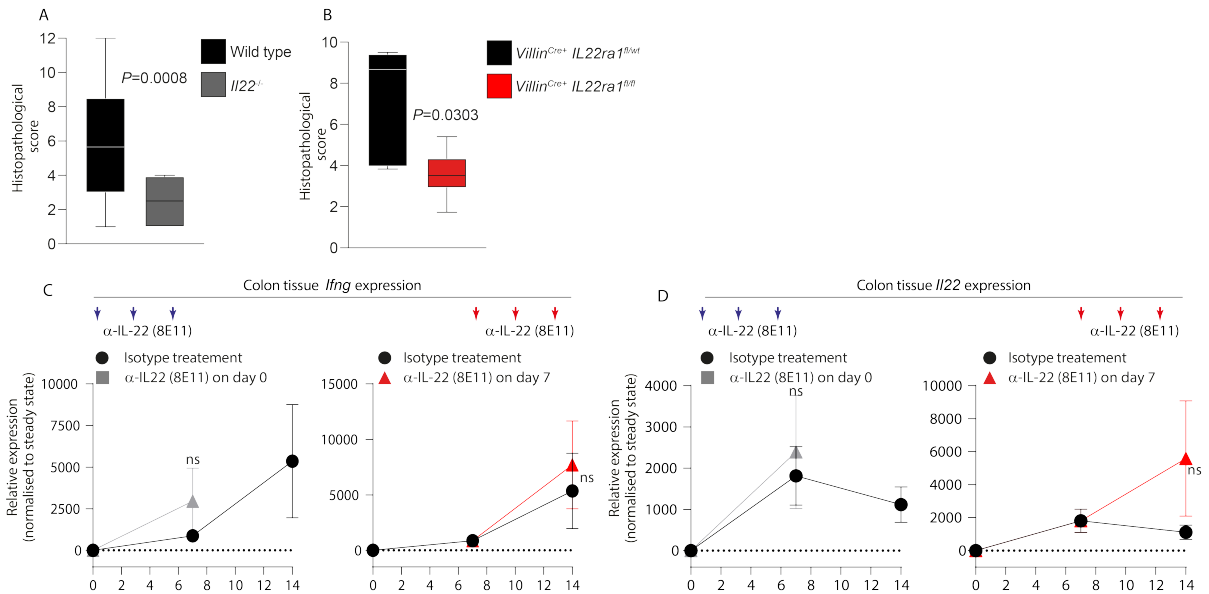 A
12
10
8
6
4
2
0
Histopathological
score
P=0.0008
Wild type
Il22-/-
B
10
8
6
4
2
0
Histopathological
score
P=0.0303
VillinCre+ IL22ra1fl/wt
VillinCre+ IL22ra1fl/fl
C
Colon tissue Ifng expression
α-IL-22 (8E11)
α-IL-22 (8E11)
Isotype treatement
α-IL22 (8E11) on day 0
Relative expression
(normalised to steady state)
10000
7500
5000
2500
0
ns
0 2 4 6 8 10 12 14
Isotype treatement
α-IL-22 (8E11) on day 7
15000
10000
5000
0
ns
0 2 4 6 8 10 12 14
D
Colon tissue Il22 expression
α-IL-22 (8E11)
α-IL-22 (8E11)
Isotype treatement
α-IL22 (8E11) on day 0
Relative expression
(normalised to steady state)
4000
3000
2000
1000
0
ns
0 2 4 6 8 10 12 14
Isotype treatement
α-IL-22 (8E11) on day 7
10000
8000
6000
4000
2000
0
ns
0 2 4 6 8 10 12 14